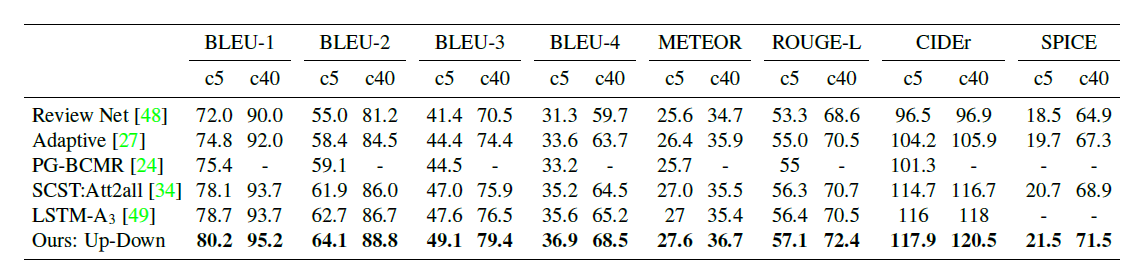 BLEU-1 BLEU-2 BLEU-3 BLEU-4 METEOR ROUGE-L CIDEr SPICE
c5 c40 c5 c40 c5 c40 c5 c40 c5 c40 c5 c40 c5 c40 c5 c40
Review Net [48] 72.0 90.0 55.0 81.2 41.4 70.5 31.3 59.7 25.6 34.7 53.3 68.6 96.5 96.9 18.5 64.9
Adaptive [27] 74.8 92.0 58.4 84.5 44.4 74.4 33.6 63.7 26.4 35.9 55.0 70.5 104.2 105.9 19.7 67.3
PG-BCMR [24] 75.4 - 59.1 - 44.5 - 33.2 - 25.7 - 55 - 101.3 - - -
SCST:Att2all [34] 78.1 93.7 61.9 86.0 47.0 75.9 35.2 64.5 27.0 35.5 56.3 70.7 114.7 116.7 20.7 68.9
LSTM-A₃ [49] 78.7 93.7 62.7 86.7 47.6 76.5 35.6 65.2 27 35.4 56.4 70.5 116 118 - -
Ours: Up-Down 80.2 95.2 64.1 88.8 49.1 79.4 36.9 68.5 27.6 36.7 57.1 72.4 117.9 120.5 21.5 71.5